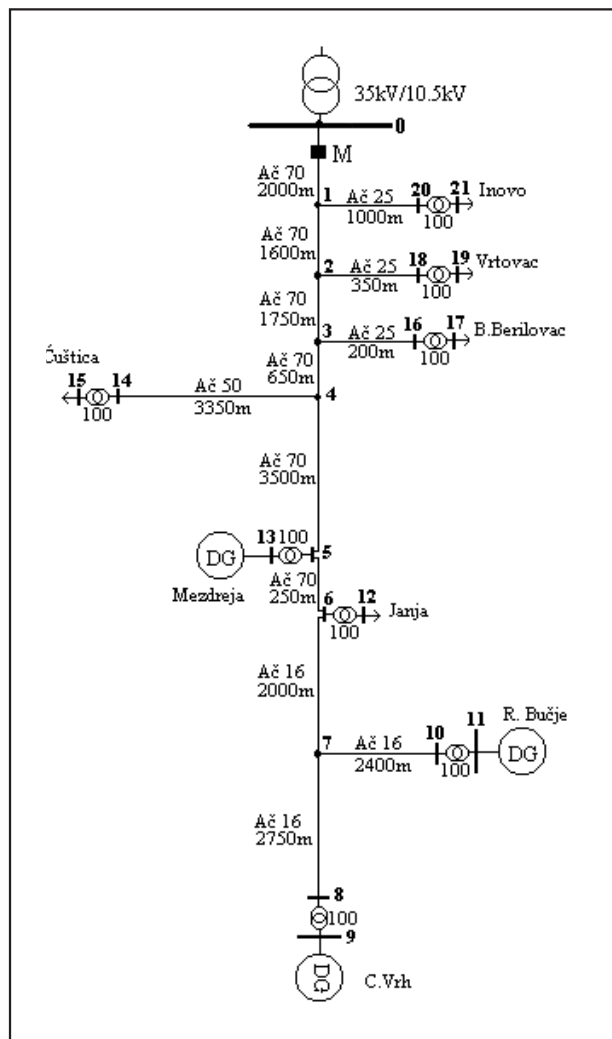 35kV/10.5kV
0
M
Ač 70
2000m
1
Ač 25
1000m
20
21
Inovo
100
Ač 70
1600m
2
Ač 25
350m
18
19
Vrtovac
100
Ač 70
1750m
3
Ač 25
200m
16
17
B.Berilovac
100
Ćuštica
15
14
100
Ač 50
3350m
Ač 70
650m
4
Ač 70
3500m
13
100
DG
5
Mezdreja
Ač 70
250m
6
12
Janja
100
Ač 16
2000m
R. Bučje
7
Ač 16
2400m
10
11
100
DG
Ač 16
2750m
8
100
9
DG
C.Vrh